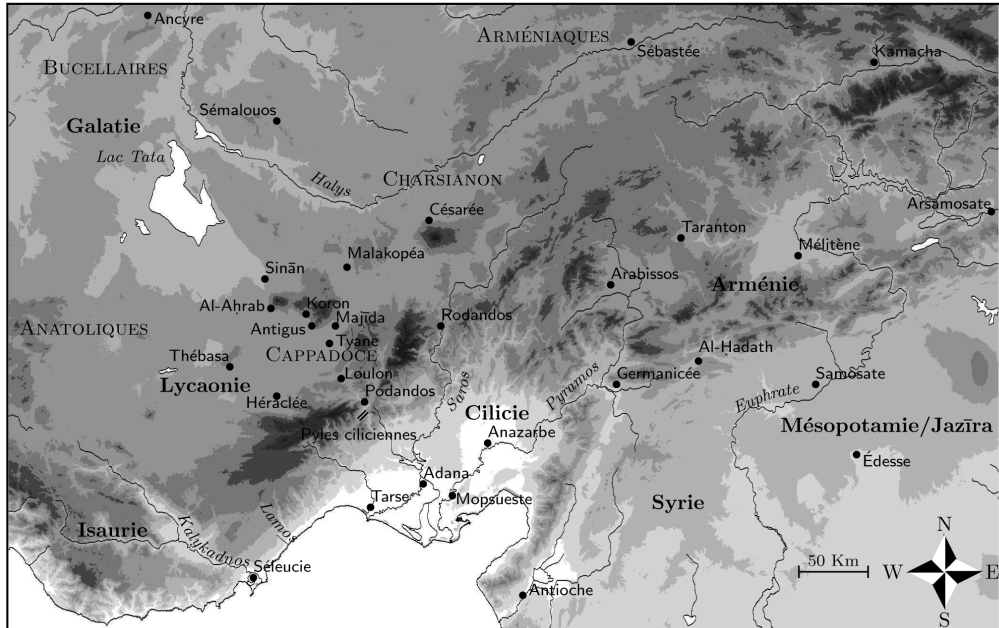 Ancyre
ARMÉNIAQUES
Sébastée
Kamacha
BUCELLAIRES
Sémalouos
Galatie
Lac Tata
Halys
CHARSIANON
Césarée
Arsamosate
Taranton
Mélitène
Malakopéa
Sinān
Arabissos
Arménie
Al-Aḥrab
Koron
ANATOLIQUES
Antigus
Majīda
Rodandos
Tyane
CAPPADOCE
Thébasa
Al-Ḥadath
Loulon
Lycaonie
Podandos
Saros
Pyramos
Germanicée
Samosate
Euphrate
Héraclée
Cilicie
Mésopotamie/Jazīra
Pyles ciliciennes
Anazarbe
Édesse
Adana
Tarse
Mopsueste
Syrie
Isaurie
Kalykadnos
Lamos
Séleucie
Antioche
50 Km
N
W
E
S